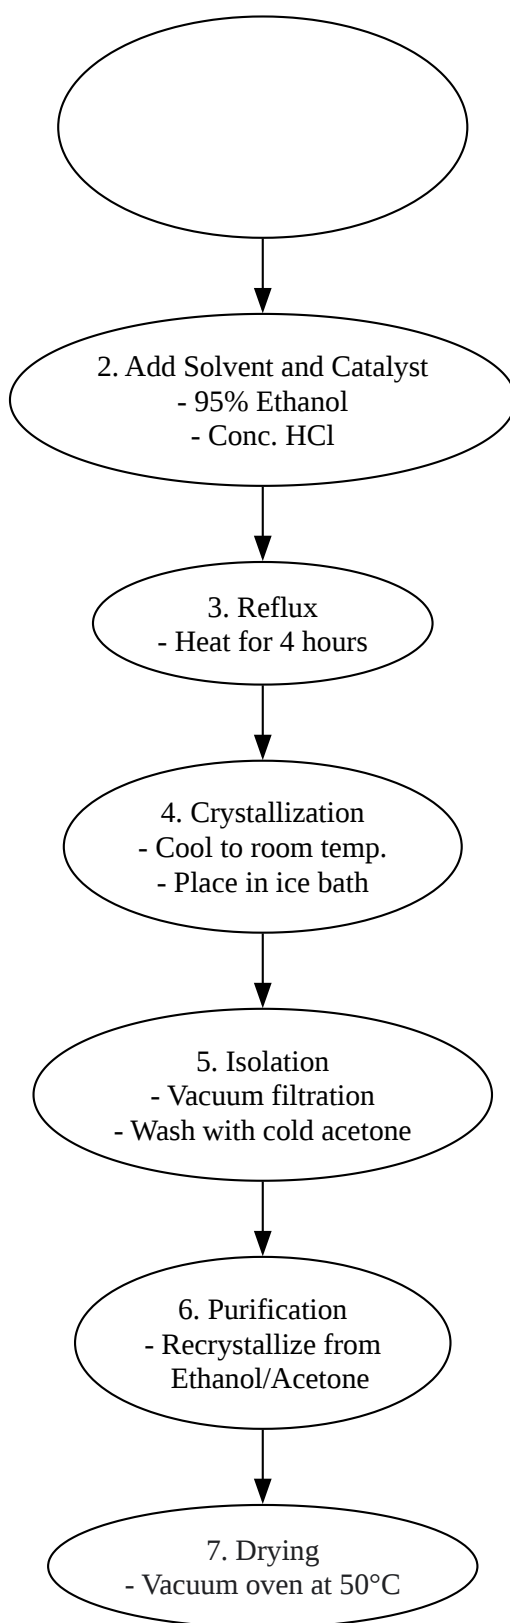 2. Add Solvent and Catalyst
- 95% Ethanol
- Conc. HCl
3. Reflux
- Heat for 4 hours
4. Crystallization
- Cool to room temp.
- Place in ice bath
5. Isolation
- Vacuum filtration
- Wash with cold acetone
6. Purification
- Recrystallize from
Ethanol/Acetone
7. Drying
- Vacuum oven at 50°C